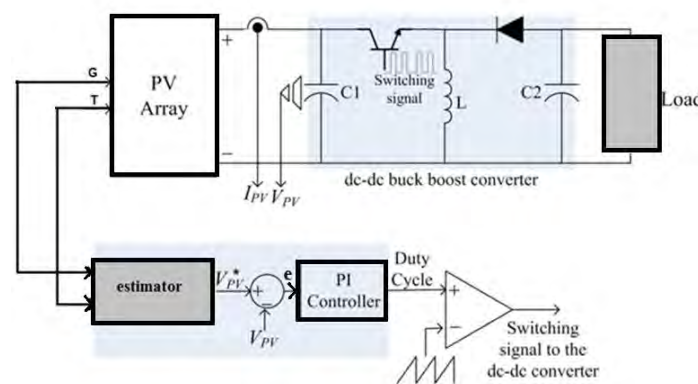 G
T
PV
Array
+
−
I_PV
V_PV
C1
Switching
signal
L
C2
Load
dc-dc buck boost converter
estimator
V_PV*
+
−
V_PV
e
PI
Controller
Duty
Cycle
+
−
Switching
signal to the
dc-dc converter